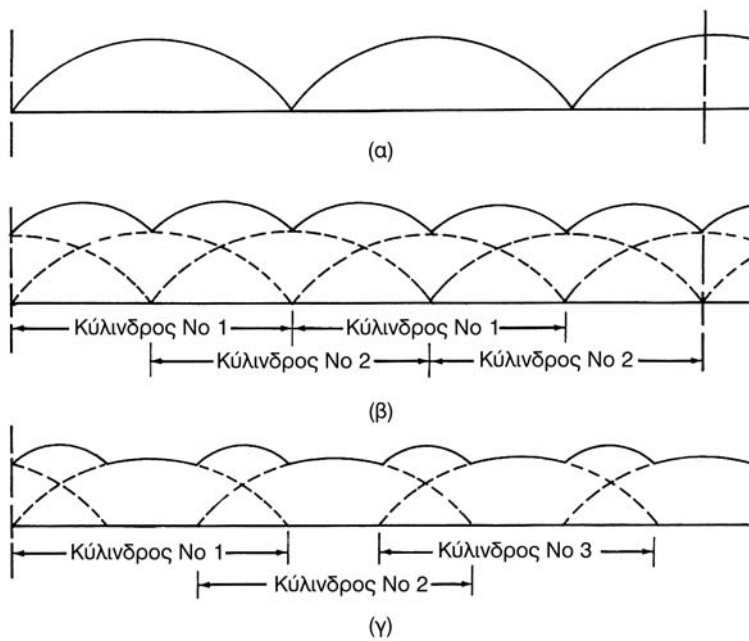 (α)
Κύλινδρος Νο 1 Κύλινδρος Νο 1
Κύλινδρος Νο 2 Κύλινδρος Νο 2
(β)
Κύλινδρος Νο 1 Κύλινδρος Νο 3
Κύλινδρος Νο 2
(γ)